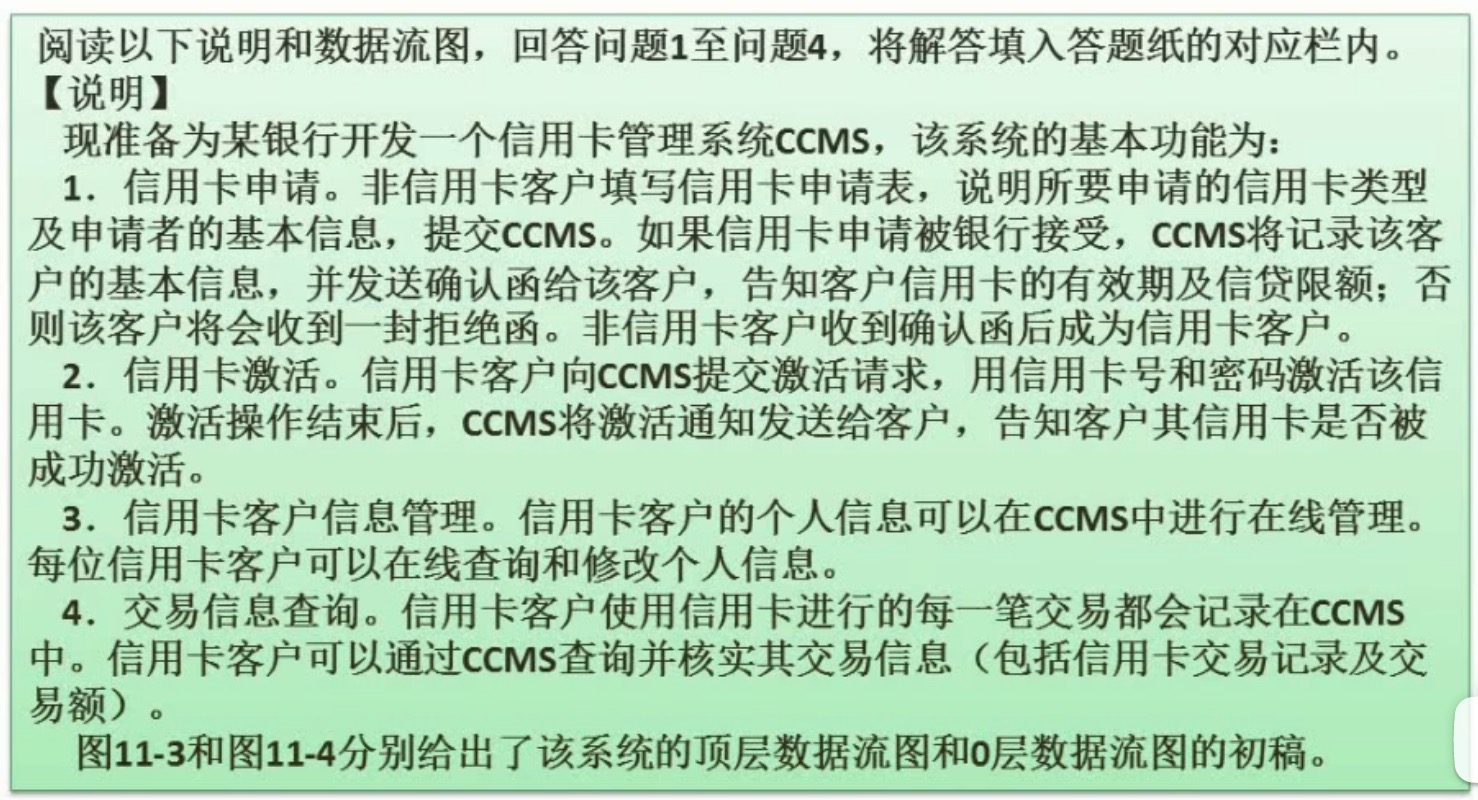 阅读以下说明和数据流图，回答问题1至问题4，将解答填入答题纸的对应栏内。
【说明】
现准备为某银行开发一个信用卡管理系统CCMS，该系统的基本功能为：
1．信用卡申请。非信用卡客户填写信用卡申请表，说明所要申请的信用卡类型
及申请者的基本信息，提交CCMS。如果信用卡申请被银行接受，CCMS将记录该客
户的基本信息，并发送确认函给该客户，告知客户信用卡的有效期及信贷限额；否
则该客户将会收到一封拒绝函。非信用卡客户收到确认函后成为信用卡客户。
2．信用卡激活。信用卡客户向CCMS提交激活请求，用信用卡号和密码激活该信
用卡。激活操作结束后，CCMS将激活通知发送给客户，告知客户其信用卡是否被
成功激活。
3．信用卡客户信息管理。信用卡客户的个人信息可以在CCMS中进行在线管理。
每位信用卡客户可以在线查询和修改个人信息。
4．交易信息查询。信用卡客户使用信用卡进行的每一笔交易都会记录在CCMS
中。信用卡客户可以通过CCMS查询并核实其交易信息（包括信用卡交易记录及交
易额）。
图11-3和图11-4分别给出了该系统的顶层数据流图和0层数据流图的初稿。